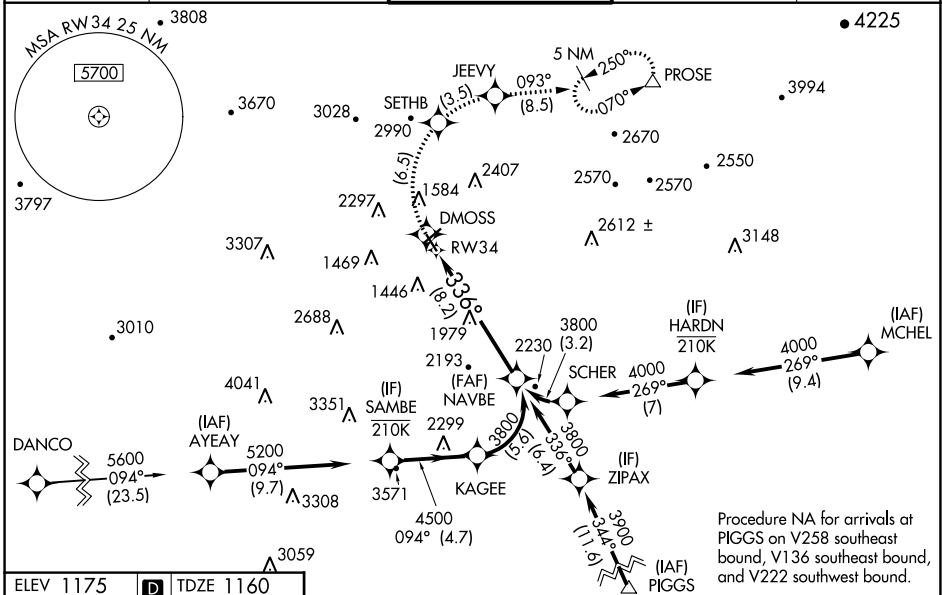 MSA RW34 25 NM
5700
3808
4225
5 NM
250°
070°
PROSE
JEEVY
093°
(8.5)
(3.5)
SETHB
3994
3670
3028
2990
2670
(6.5)
2407
2550
2570
2570
3797
2297
1584
DMOSS
RW34
2612 ±
3148
3307
1469
1446
336°
(8.2)
1979
2688
3010
2193
(FAF)
NAVBE
2230
3800
(3.2)
SCHER
(IF)
HARDN
210K
4000
269°
(7)
(IAF)
MCHEL
4000
269°
(9.4)
4041
3351
(IF)
SAMBE
210K
2299
3571
KAGEE
3800
(5.6)
4500
094° (4.7)
3800
336°
(6.4)
(IF)
ZIPAX
DANCO
5600
094°
(23.5)
(IAF)
AYEAY
5200
094°
(9.7)
3308
3059
3900
344°
(11.6)
(IAF)
PIGGS
Procedure NA for arrivals at
PIGGS on V258 southeast
bound, V136 southeast bound,
and V222 southwest bound.
ELEV 1175 D TDZE 1160